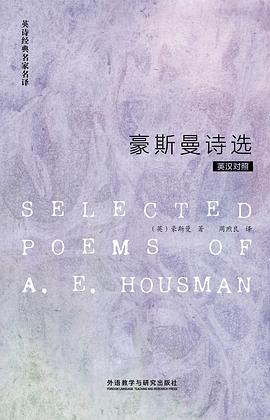 英诗经典名家名译
豪斯曼诗选
英汉对照
SELECTED
POEMS OF
A. E. HOUSMAN
（英）豪斯曼 著 周煦良 译
外语教学与研究出版社
FOREIGN LANGUAGE TEACHING AND RESEARCH PRESS